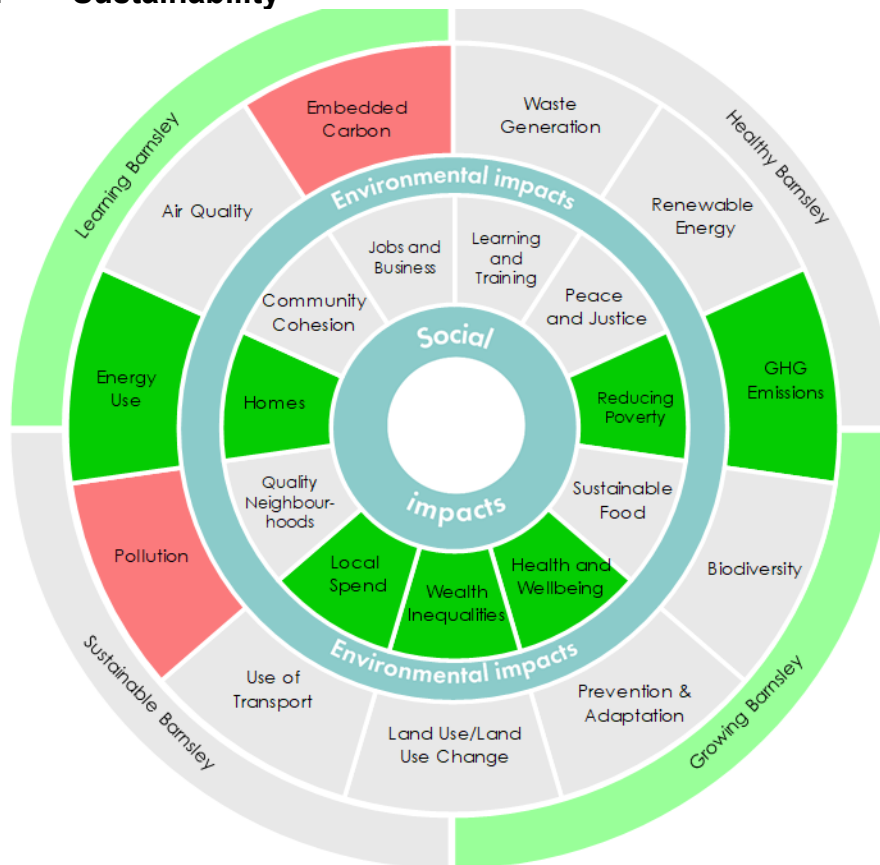 Sustainability
Learning Barnsley
Healthy Barnsley
Embedded
Carbon
Waste
Generation
Air Quality
Renewable
Energy
Environmental impacts
Jobs and
Business
Learning
and
Training
Community
Cohesion
Peace
and Justice
Social
impacts
Energy
Use
Homes
Reducing
Poverty
GHG
Emissions
Quality
Neighbour-
hoods
Sustainable
Food
Pollution
Local
Spend
Wealth
Inequalities
Health and
Wellbeing
Biodiversity
Environmental impacts
Use of
Transport
Land Use/Land
Use Change
Prevention &
Adaptation
Sustainable Barnsley
Growing Barnsley